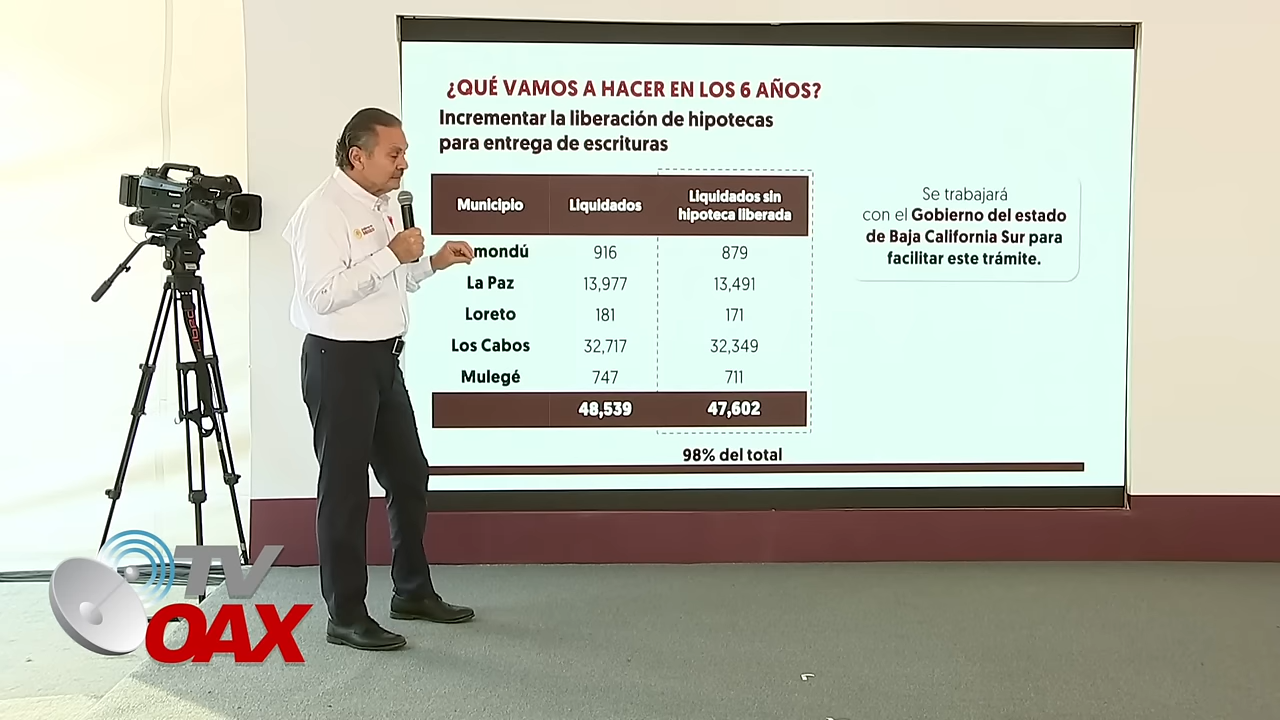 ¿QUÉ VAMOS A HACER EN LOS 6 AÑOS?
Incrementar la liberación de hipotecas
para entrega de escrituras
Municipio Liquidados Liquidados sin
hipoteca liberada
mondú 916 879
La Paz 13,977 13,491
Loreto 181 171
Los Cabos 32,717 32,349
Mulegé 747 711
48,539 47,602
98% del total
Se trabajará
con el Gobierno del estado
de Baja California Sur para
facilitar este trámite.
TV
OAX